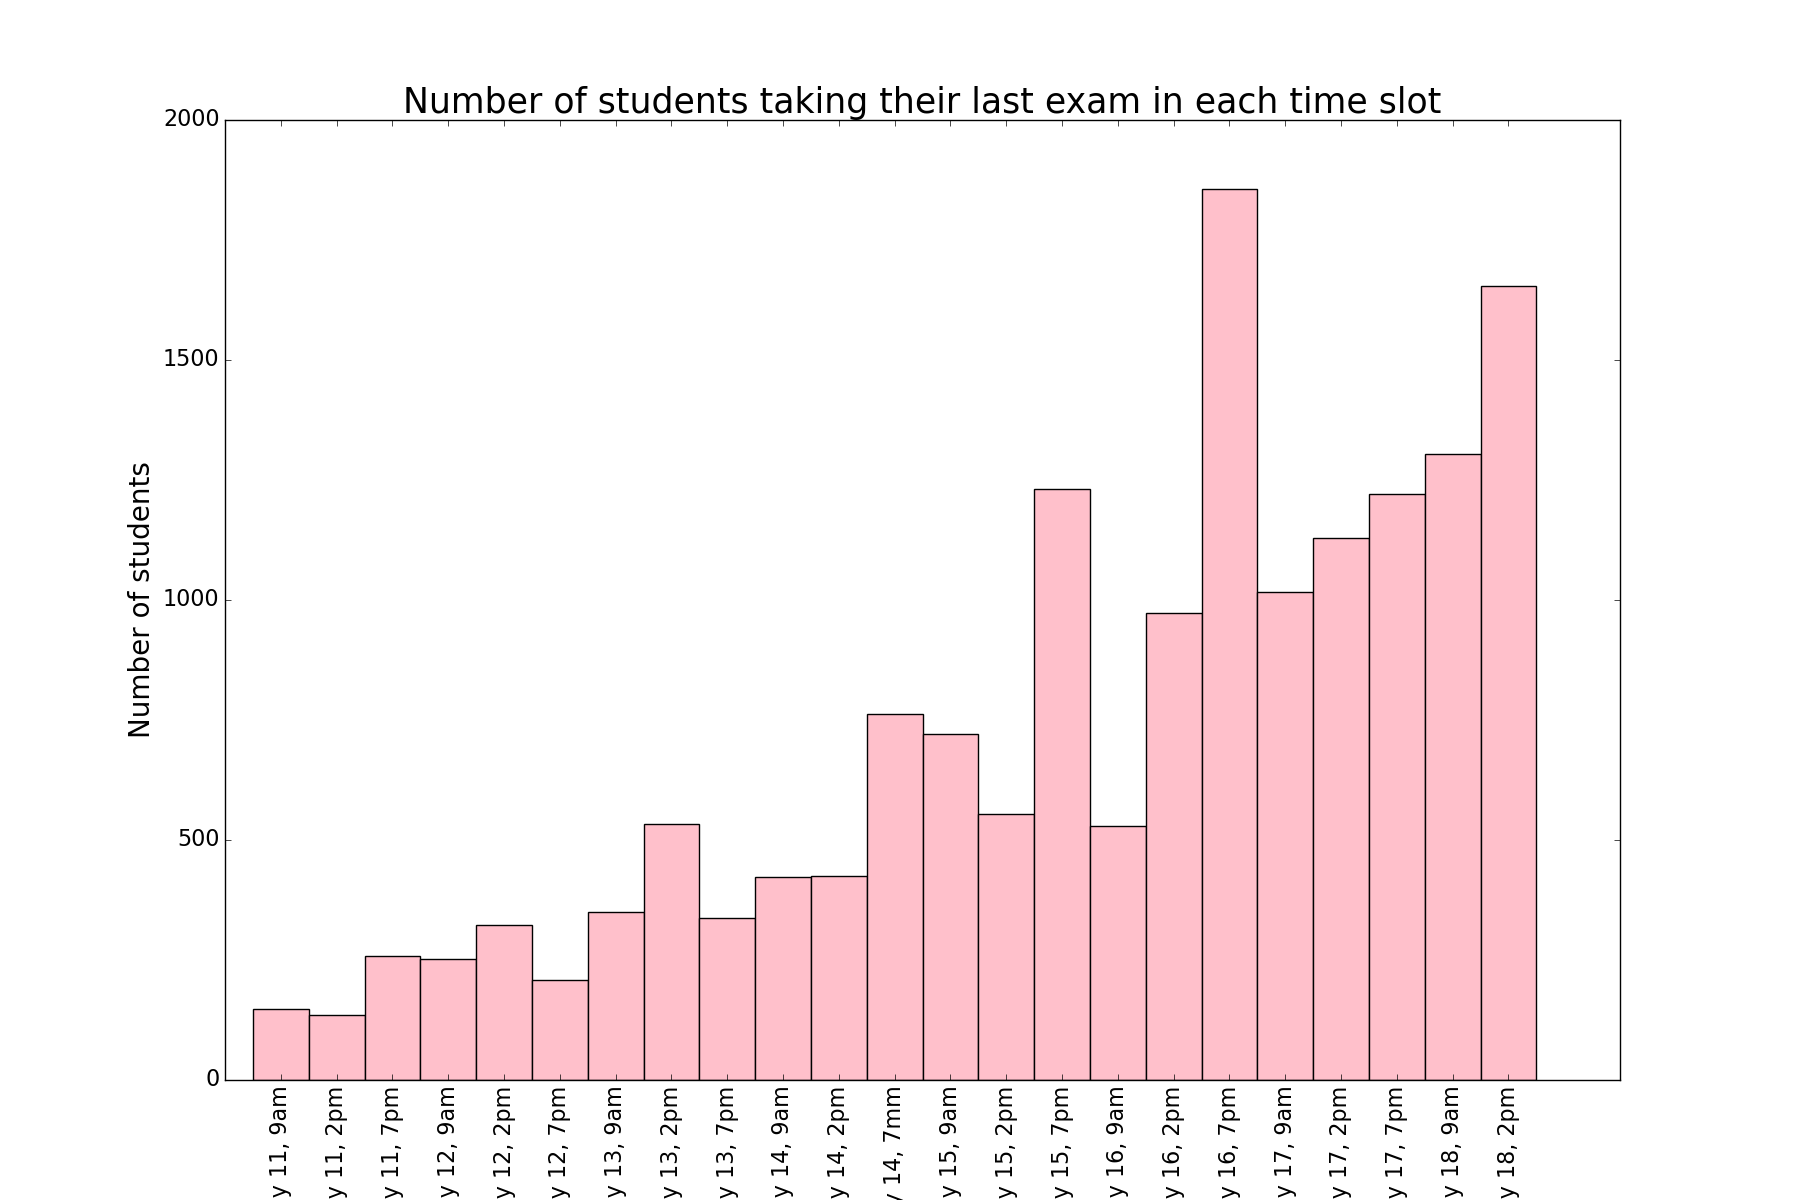 Number of students taking their last exam in each time slot
2000
1500
1000
500
0
Number of students
y 11, 9am
y 11, 2pm
y 11, 7pm
y 12, 9am
y 12, 2pm
y 12, 7pm
y 13, 9am
y 13, 2pm
y 13, 7pm
y 14, 9am
y 14, 2pm
y 14, 7mm
y 15, 9am
y 15, 2pm
y 15, 7pm
y 16, 9am
y 16, 2pm
y 16, 7pm
y 17, 9am
y 17, 2pm
y 17, 7pm
y 18, 9am
y 18, 2pm